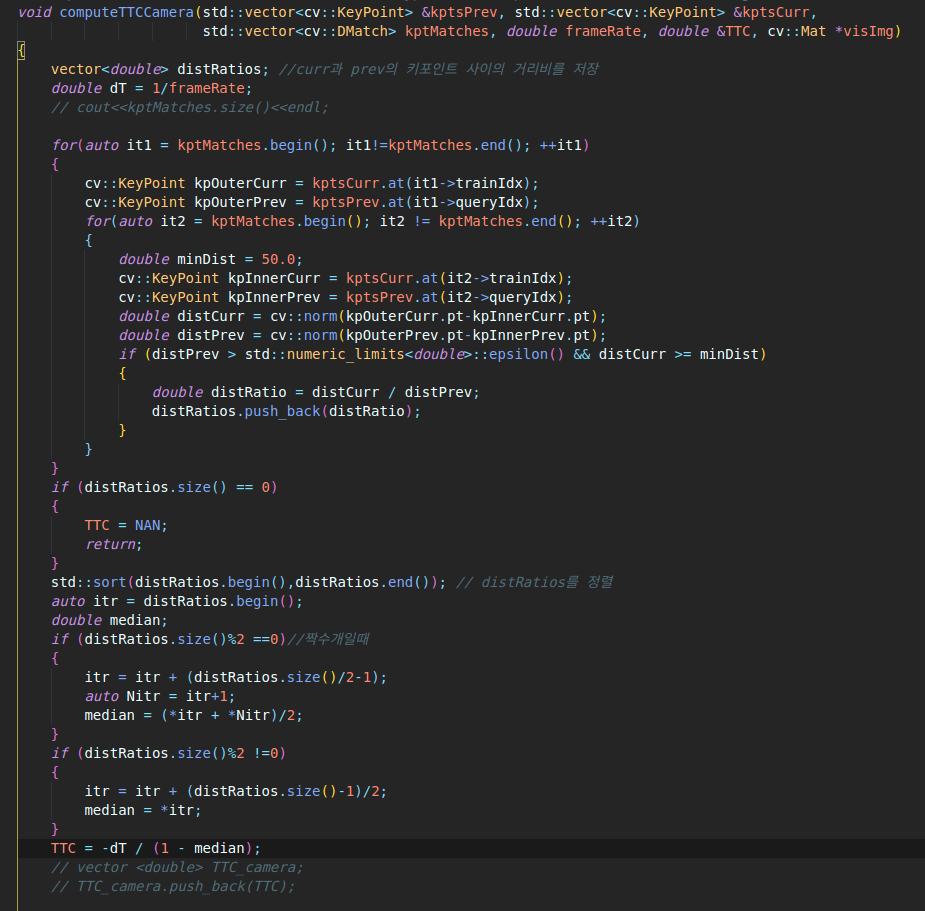 void computeTTCCamera(std::vector<cv::KeyPoint> &kptsPrev, std::vector<cv::KeyPoint> &kptsCurr,
                      std::vector<cv::DMatch> kptMatches, double frameRate, double &TTC, cv::Mat *visImg)
{
    vector<double> distRatios; //curr과 prev의 키포인트 사이의 거리비를 저장
    double dT = 1/frameRate;
    // cout<<kptMatches.size()<<endl;

    for(auto it1 = kptMatches.begin(); it1!=kptMatches.end(); ++it1)
    {
        cv::KeyPoint kpOuterCurr = kptsCurr.at(it1->trainIdx);
        cv::KeyPoint kpOuterPrev = kptsPrev.at(it1->queryIdx);
        for(auto it2 = kptMatches.begin(); it2 != kptMatches.end(); ++it2)
        {
            double minDist = 50.0;
            cv::KeyPoint kpInnerCurr = kptsCurr.at(it2->trainIdx);
            cv::KeyPoint kpInnerPrev = kptsPrev.at(it2->queryIdx);
            double distCurr = cv::norm(kpOuterCurr.pt-kpInnerCurr.pt);
            double distPrev = cv::norm(kpOuterPrev.pt-kpInnerPrev.pt);
            if (distPrev > std::numeric_limits<double>::epsilon() && distCurr >= minDist)
            {
                double distRatio = distCurr / distPrev;
                distRatios.push_back(distRatio);
            }
        }
    }
    if (distRatios.size() == 0)
    {
        TTC = NAN;
        return;
    }
    std::sort(distRatios.begin(),distRatios.end()); // distRatios를 정렬
    auto itr = distRatios.begin();
    double median;
    if (distRatios.size()%2 ==0)//짝수개일때
    {
        itr = itr + (distRatios.size()/2-1);
        auto Nitr = itr+1;
        median = (*itr + *Nitr)/2;
    }
    if (distRatios.size()%2 !=0)
    {
        itr = itr + (distRatios.size()-1)/2;
        median = *itr;
    }
    TTC = -dT / (1 - median);
    // vector <double> TTC_camera;
    // TTC_camera.push_back(TTC);